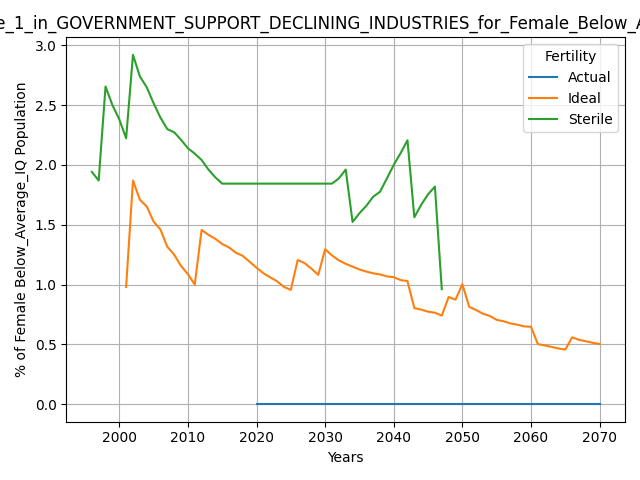 e_1_in_GOVERNMENT_SUPPORT_DECLINING_INDUSTRIES_for_Female_Below_A
Fertility
Actual
Ideal
Sterile
% of Female Below_Average_IQ Population
3.0
2.5
2.0
1.5
1.0
0.5
0.0
2000 2010 2020 2030 2040 2050 2060 2070
Years